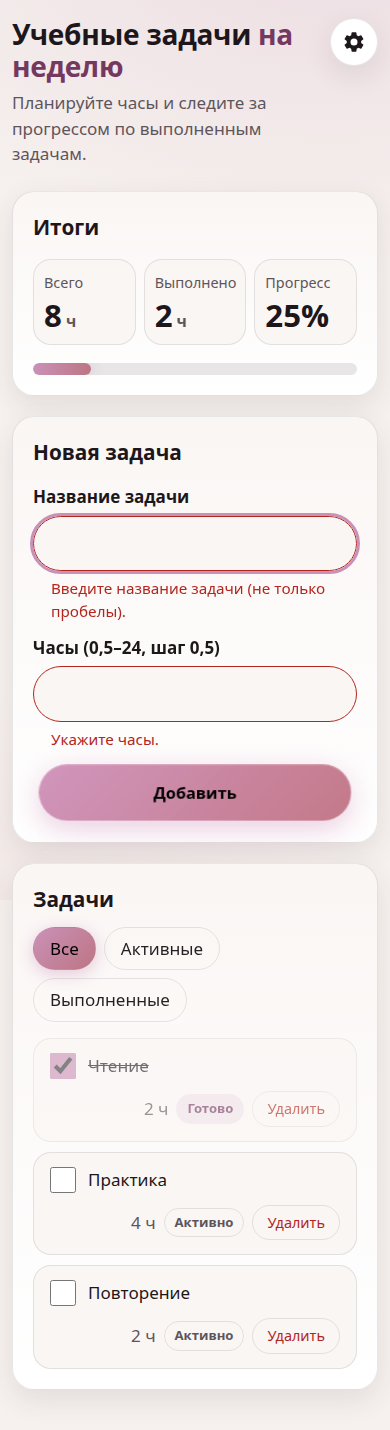 Учебные задачи на
неделю
Планируйте часы и следите за
прогрессом по выполненным
задачам.
Итоги
Всего
8 ч
Выполнено
2 ч
Прогресс
25%
Новая задача
Название задачи
Введите название задачи (не только
пробелы).
Часы (0,5–24, шаг 0,5)
Укажите часы.
Добавить
Задачи
Все
Активные
Выполненные
Чтение
2 ч Готово Удалить
Практика
4 ч Активно Удалить
Повторение
2 ч Активно Удалить